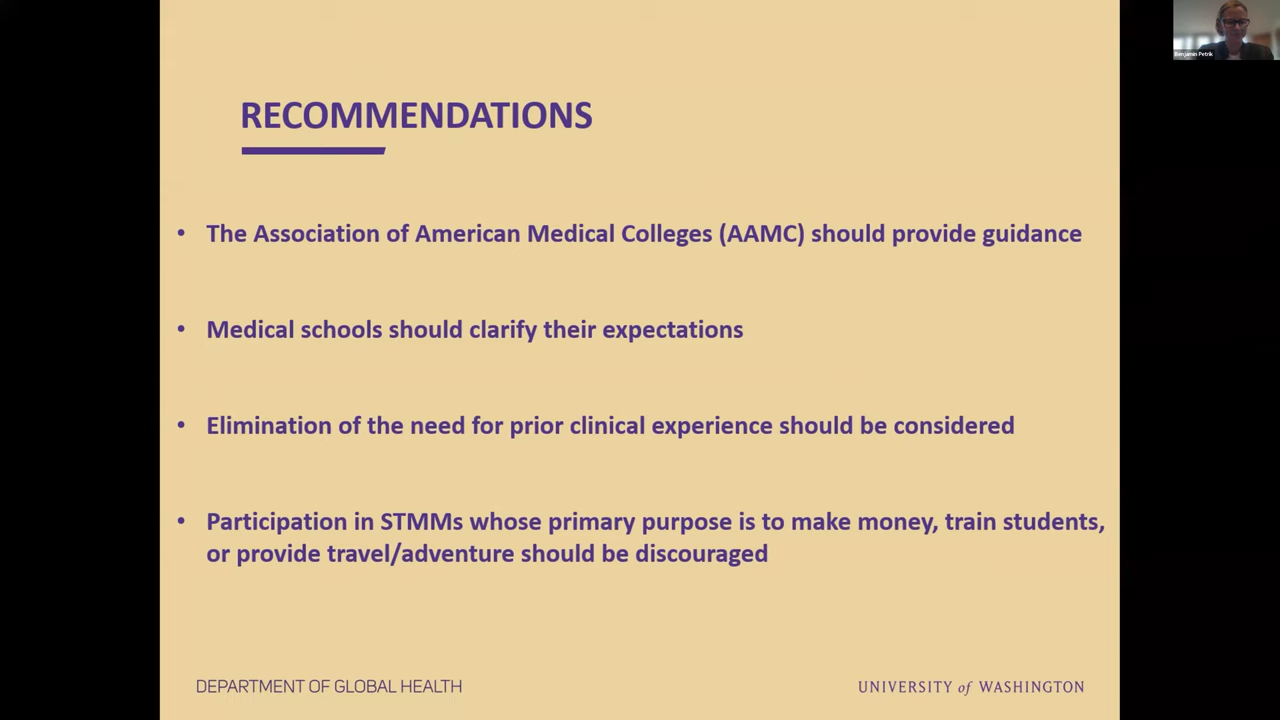 Benjamin Petrik
RECOMMENDATIONS
• The Association of American Medical Colleges (AAMC) should provide guidance
• Medical schools should clarify their expectations
• Elimination of the need for prior clinical experience should be considered
• Participation in STMMs whose primary purpose is to make money, train students,
or provide travel/adventure should be discouraged
DEPARTMENT OF GLOBAL HEALTH
UNIVERSITY of WASHINGTON